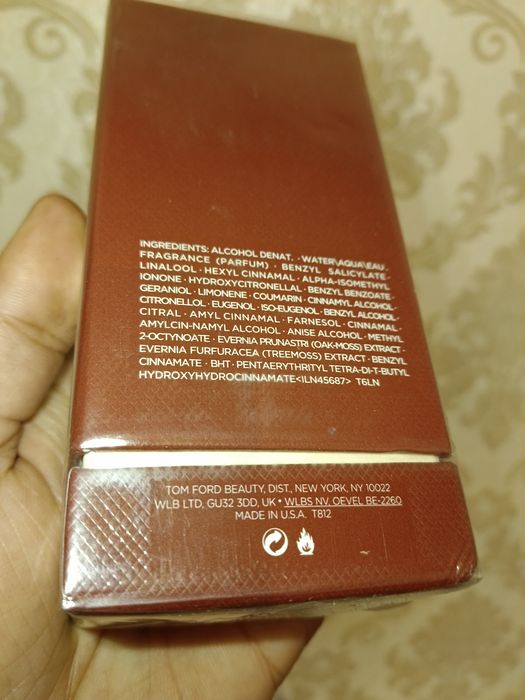 INGREDIENTS: ALCOHOL DENAT. · WATER\AQUA\EAU ·
FRAGRANCE (PARFUM) · BENZYL SALICYLATE ·
LINALOOL · HEXYL CINNAMAL · ALPHA-ISOMETHYL
IONONE · HYDROXYCITRONELLAL · BENZYL BENZOATE ·
GERANIOL · LIMONENE · COUMARIN · CINNAMYL ALCOHOL ·
CITRONELLOL · EUGENOL · ISO-EUGENOL · BENZYL ALCOHOL ·
CITRAL · AMYL CINNAMAL · FARNESOL · CINNAMAL ·
AMYLCIN-NAMYL ALCOHOL · ANISE ALCOHOL · METHYL
2-OCTYNOATE · EVERNIA PRUNASTRI (OAK-MOSS) EXTRACT ·
EVERNIA FURFURACEA (TREEMOSS) EXTRACT · BENZYL
CINNAMATE · BHT · PENTAERYTHRITYL TETRA-DI-T-BUTYL
HYDROXYHYDROCINNAMATE<ILN45687> T6LN
TOM FORD BEAUTY, DIST., NEW YORK, NY 10022
WLB LTD, GU32 3DD, UK • WLBS NV. OEVEL BE-2260
MADE IN U.S.A. T812